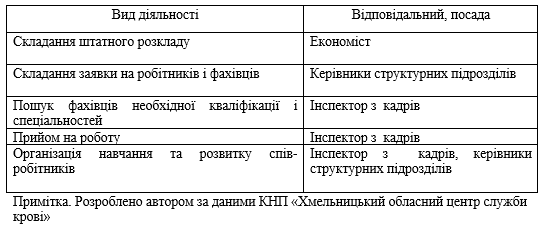 Вид діяльності Відповідальний, посада
Складання штатного розкладу Економіст
Складання заявки на робітників і фахівців Керівники структурних підрозділів
Пошук фахівців необхідної кваліфікації і Інспектор з кадрів
спеціальностей
Прийом на роботу Інспектор з кадрів
Організація навчання та розвитку спів- Інспектор з кадрів, керівники
робітників структурних підрозділів
Примітка. Розроблено автором за даними КНП «Хмельницький обласний центр служби
крові»